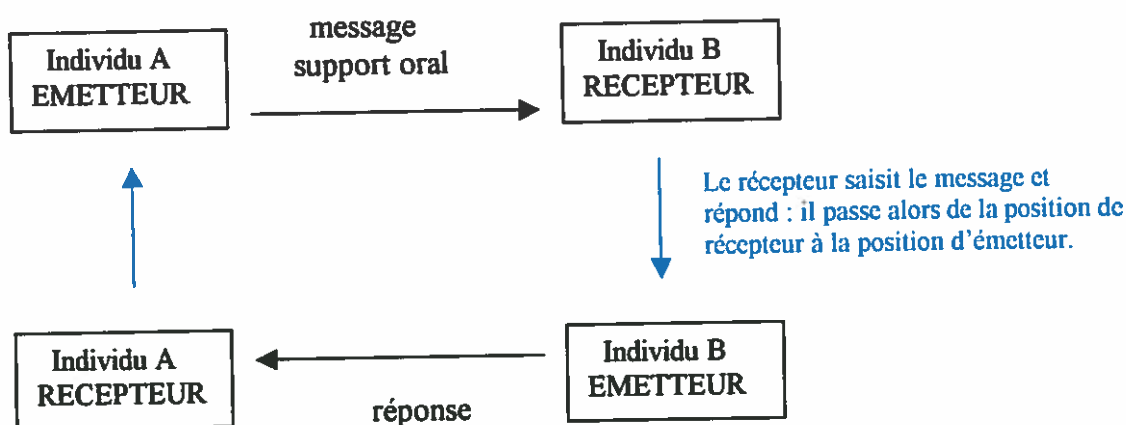 Individu A
EMETTEUR
message
support oral
Individu B
RECEPTEUR
Le récepteur saisit le message et
répond : il passe alors de la position de
récepteur à la position d'émetteur.
Individu A
RECEPTEUR
réponse
Individu B
EMETTEUR